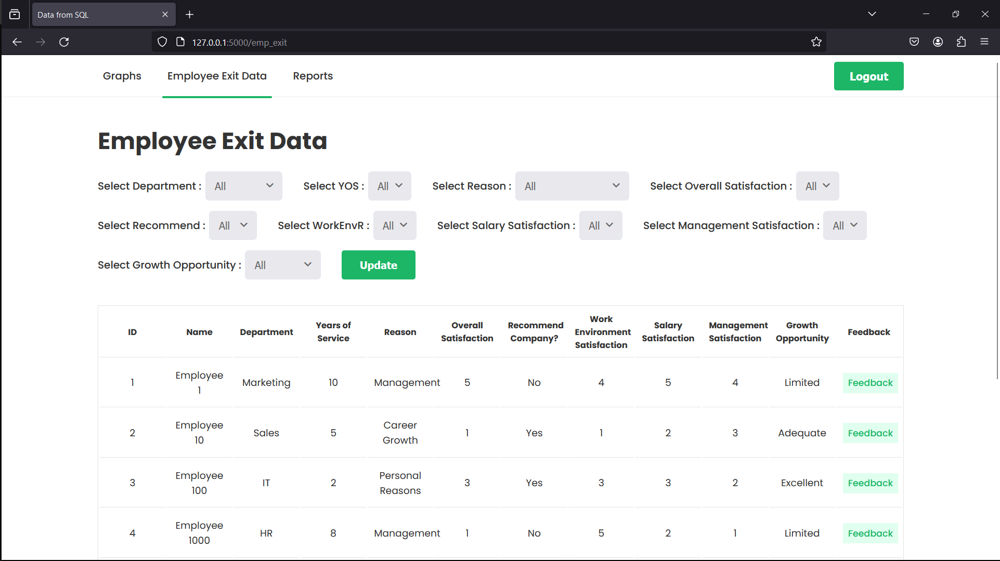 Data from SQL
127.0.0.1:5000/emp_exit
Graphs Employee Exit Data Reports Logout
Employee Exit Data
Select Department : All Select YOS : All Select Reason : All Select Overall Satisfaction : All
Select Recommend : All Select WorkEnvR : All Select Salary Satisfaction : All Select Management Satisfaction : All
Select Growth Opportunity : All Update
ID Name Department Years of Service Reason Overall Satisfaction Recommend Company? Work Environment Satisfaction Salary Satisfaction Management Satisfaction Growth Opportunity Feedback
1 Employee 1 Marketing 10 Management 5 No 4 5 4 Limited Feedback
2 Employee 10 Sales 5 Career Growth 1 Yes 1 2 3 Adequate Feedback
3 Employee 100 IT 2 Personal Reasons 3 Yes 3 3 2 Excellent Feedback
4 Employee 1000 HR 8 Management 1 No 5 2 1 Limited Feedback